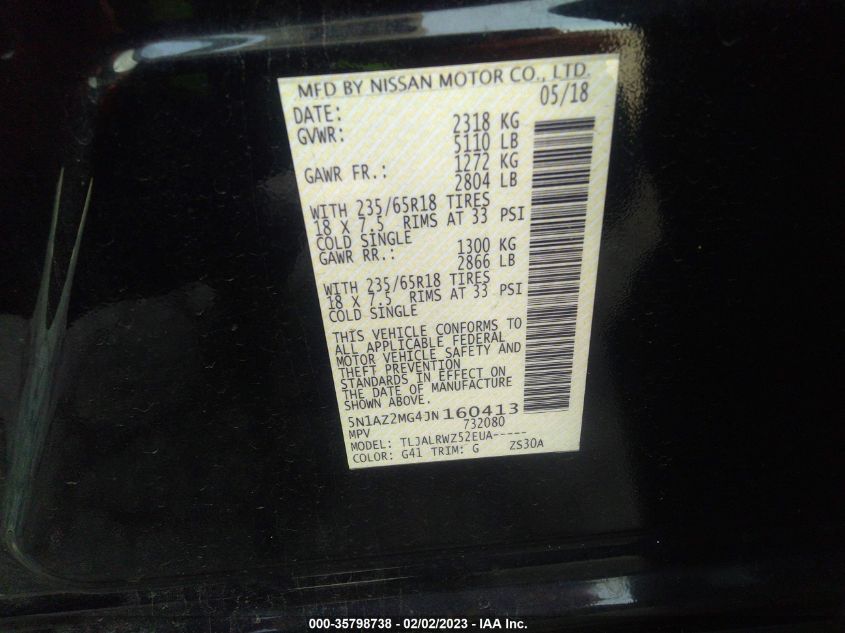 MFD BY NISSAN MOTOR CO., LTD.
DATE: 05/18
GVWR: 2318 KG
5110 LB
GAWR FR.: 1272 KG
2804 LB
WITH 235/65R18 TIRES
18 X 7.5 RIMS AT 33 PSI
COLD SINGLE
GAWR RR.: 1300 KG
2866 LB
WITH 235/65R18 TIRES
18 X 7.5 RIMS AT 33 PSI
COLD SINGLE
THIS VEHICLE CONFORMS TO
ALL APPLICABLE FEDERAL
MOTOR VEHICLE SAFETY AND
THEFT PREVENTION
STANDARDS IN EFFECT ON
THE DATE OF MANUFACTURE
SHOWN ABOVE.
5N1AZ2MG4JN160413
MPV 732080
MODEL: TLJALRWZ52EUA-----
COLOR: G41 TRIM: G ZS30A
000-35798738 - 02/02/2023 - IAA Inc.